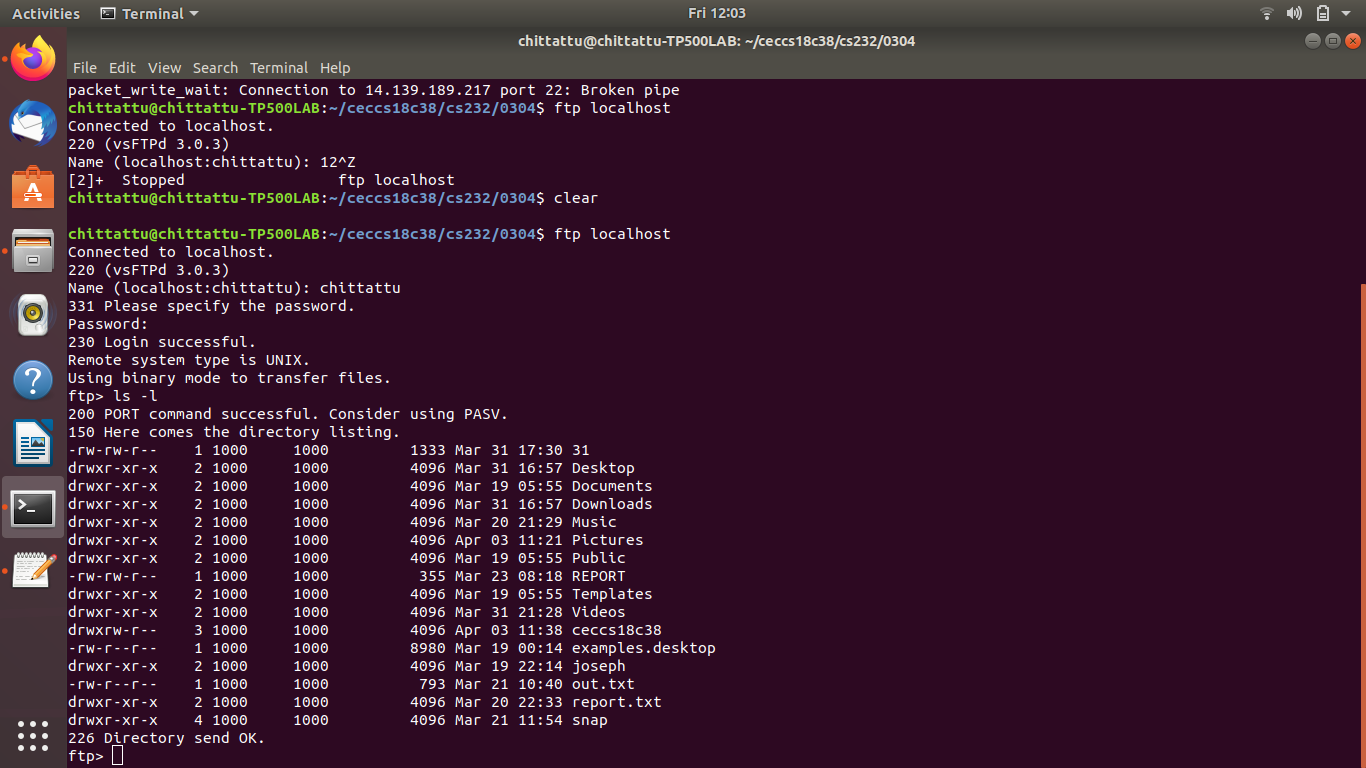 Activities Terminal Fri 12:03
chittattu@chittattu-TP500LAB: ~/ceccs18c38/cs232/0304
File Edit View Search Terminal Help
packet_write_wait: Connection to 14.139.189.217 port 22: Broken pipe
chittattu@chittattu-TP500LAB:~/ceccs18c38/cs232/0304$ ftp localhost
Connected to localhost.
220 (vsFTPd 3.0.3)
Name (localhost:chittattu): 12^Z
[2]+  Stopped                 ftp localhost
chittattu@chittattu-TP500LAB:~/ceccs18c38/cs232/0304$ clear
chittattu@chittattu-TP500LAB:~/ceccs18c38/cs232/0304$ ftp localhost
Connected to localhost.
220 (vsFTPd 3.0.3)
Name (localhost:chittattu): chittattu
331 Please specify the password.
Password:
230 Login successful.
Remote system type is UNIX.
Using binary mode to transfer files.
ftp> ls -l
200 PORT command successful. Consider using PASV.
150 Here comes the directory listing.
-rw-rw-r--    1 1000     1000         1333 Mar 31 17:30 31
drwxr-xr-x    2 1000     1000         4096 Mar 31 16:57 Desktop
drwxr-xr-x    2 1000     1000         4096 Mar 19 05:55 Documents
drwxr-xr-x    2 1000     1000         4096 Mar 31 16:57 Downloads
drwxr-xr-x    2 1000     1000         4096 Mar 20 21:29 Music
drwxr-xr-x    2 1000     1000         4096 Apr 03 11:21 Pictures
drwxr-xr-x    2 1000     1000         4096 Mar 19 05:55 Public
-rw-rw-r--    1 1000     1000          355 Mar 23 08:18 REPORT
drwxr-xr-x    2 1000     1000         4096 Mar 19 05:55 Templates
drwxr-xr-x    2 1000     1000         4096 Mar 31 21:28 Videos
drwxrw-r--    3 1000     1000         4096 Apr 03 11:38 ceccs18c38
-rw-r--r--    1 1000     1000         8980 Mar 19 00:14 examples.desktop
drwxr-xr-x    2 1000     1000         4096 Mar 19 22:14 joseph
-rw-r--r--    1 1000     1000          793 Mar 21 10:40 out.txt
drwxr-xr-x    2 1000     1000         4096 Mar 20 22:33 report.txt
drwxr-xr-x    4 1000     1000         4096 Mar 21 11:54 snap
226 Directory send OK.
ftp>